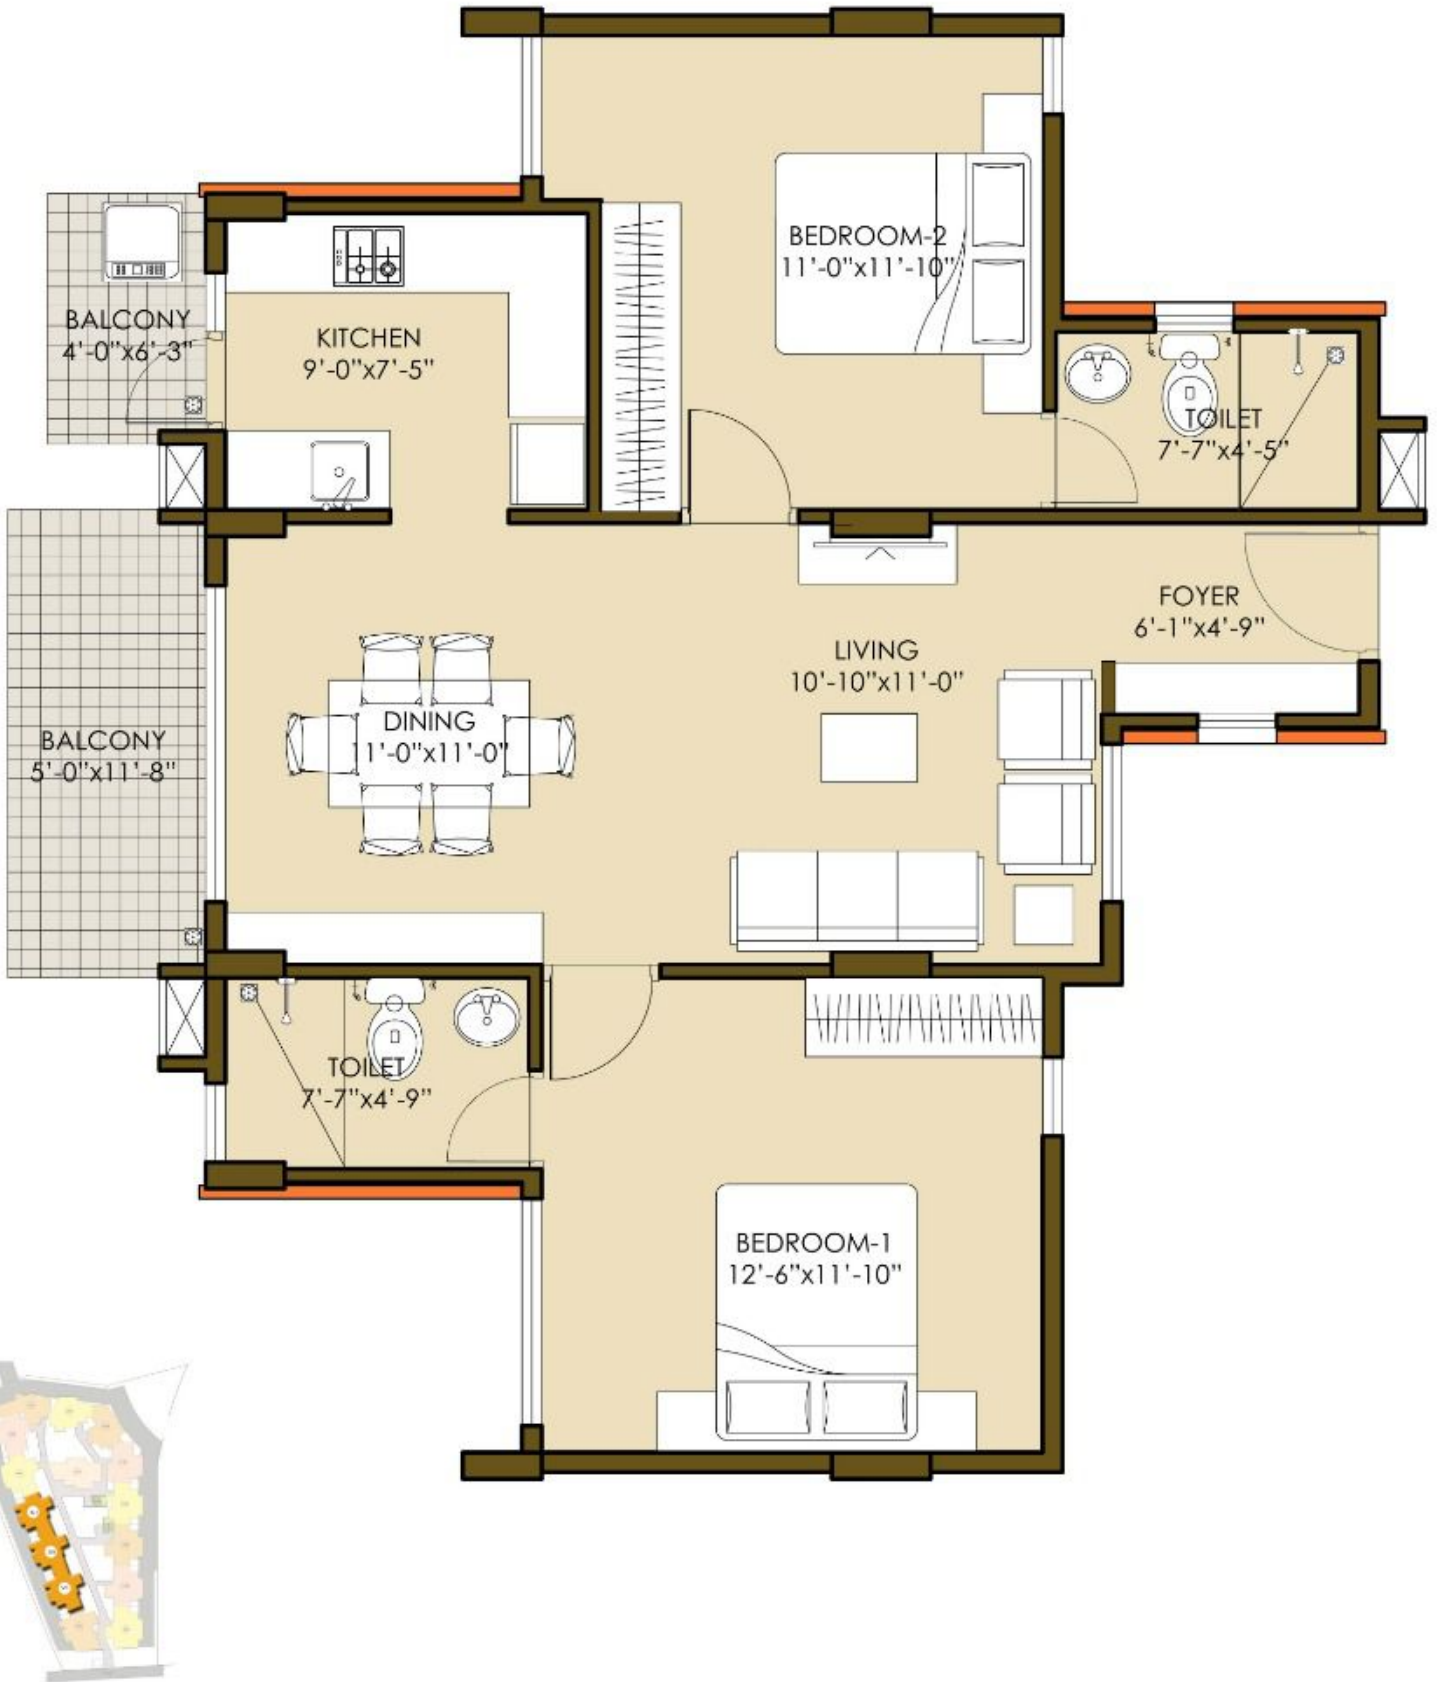 BEDROOM-2
11'-0"x11'-10"
BALCONY
4'-0"x6'-3"
KITCHEN
9'-0"x7'-5"
TOILET
7'-7"x4'-5"
FOYER
6'-1"x4'-9"
LIVING
10'-10"x11'-0"
DINING
11'-0"x11'-0"
BALCONY
5'-0"x11'-8"
TOILET
7'-7"x4'-9"
BEDROOM-1
12'-6"x11'-10"